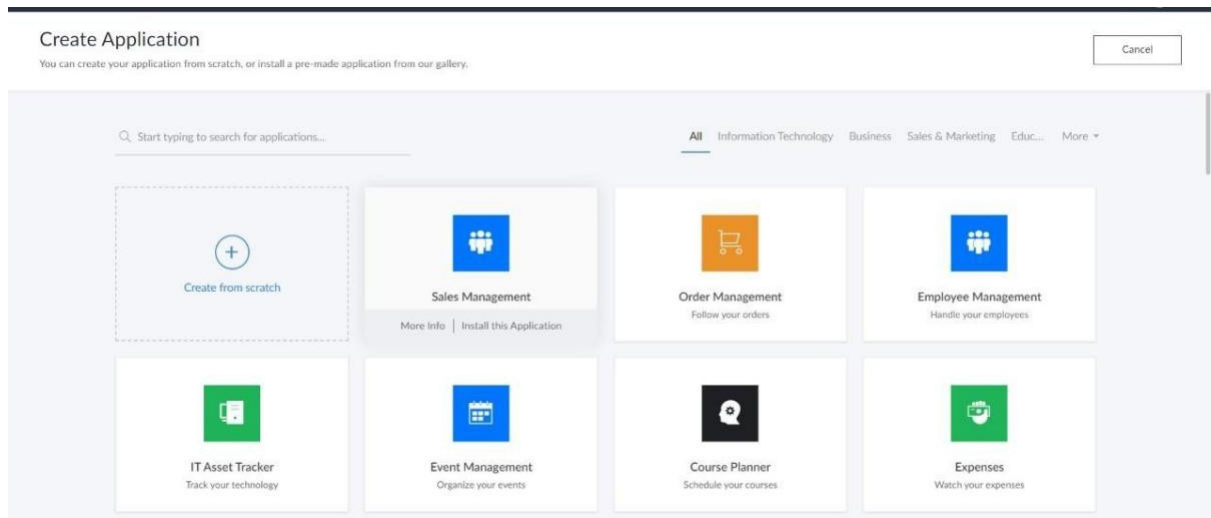 Create Application
Cancel
You can create your application from scratch, or install a pre-made application from our gallery.
Start typing to search for applications...
All Information Technology Business Sales & Marketing Educ... More
Create from scratch
Sales Management
More Info | Install this Application
Order Management
Follow your orders
Employee Management
Handle your employees
IT Asset Tracker
Track your technology
Event Management
Organize your events
Course Planner
Schedule your courses
Expenses
Watch your expenses